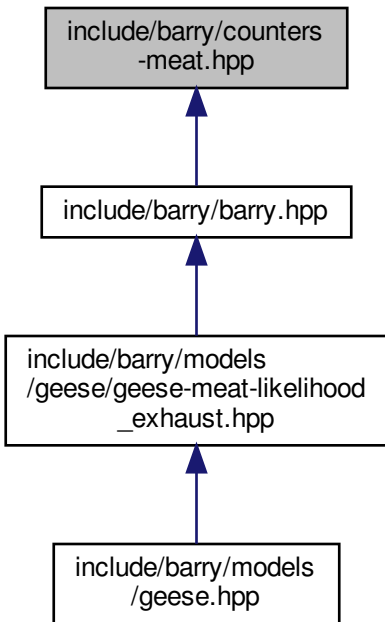 include/barry/counters
-meat.hpp
include/barry/barry.hpp
include/barry/models
/geese/geese-meat-likelihood
_exhaust.hpp
include/barry/models
/geese.hpp